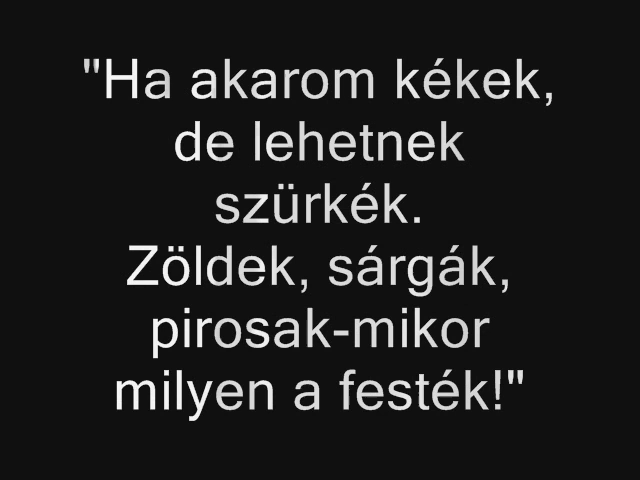 "Ha akarom kékek,
de lehetnek
szürkék.
Zöldek, sárgák,
pirosak-mikor
milyen a festék!"